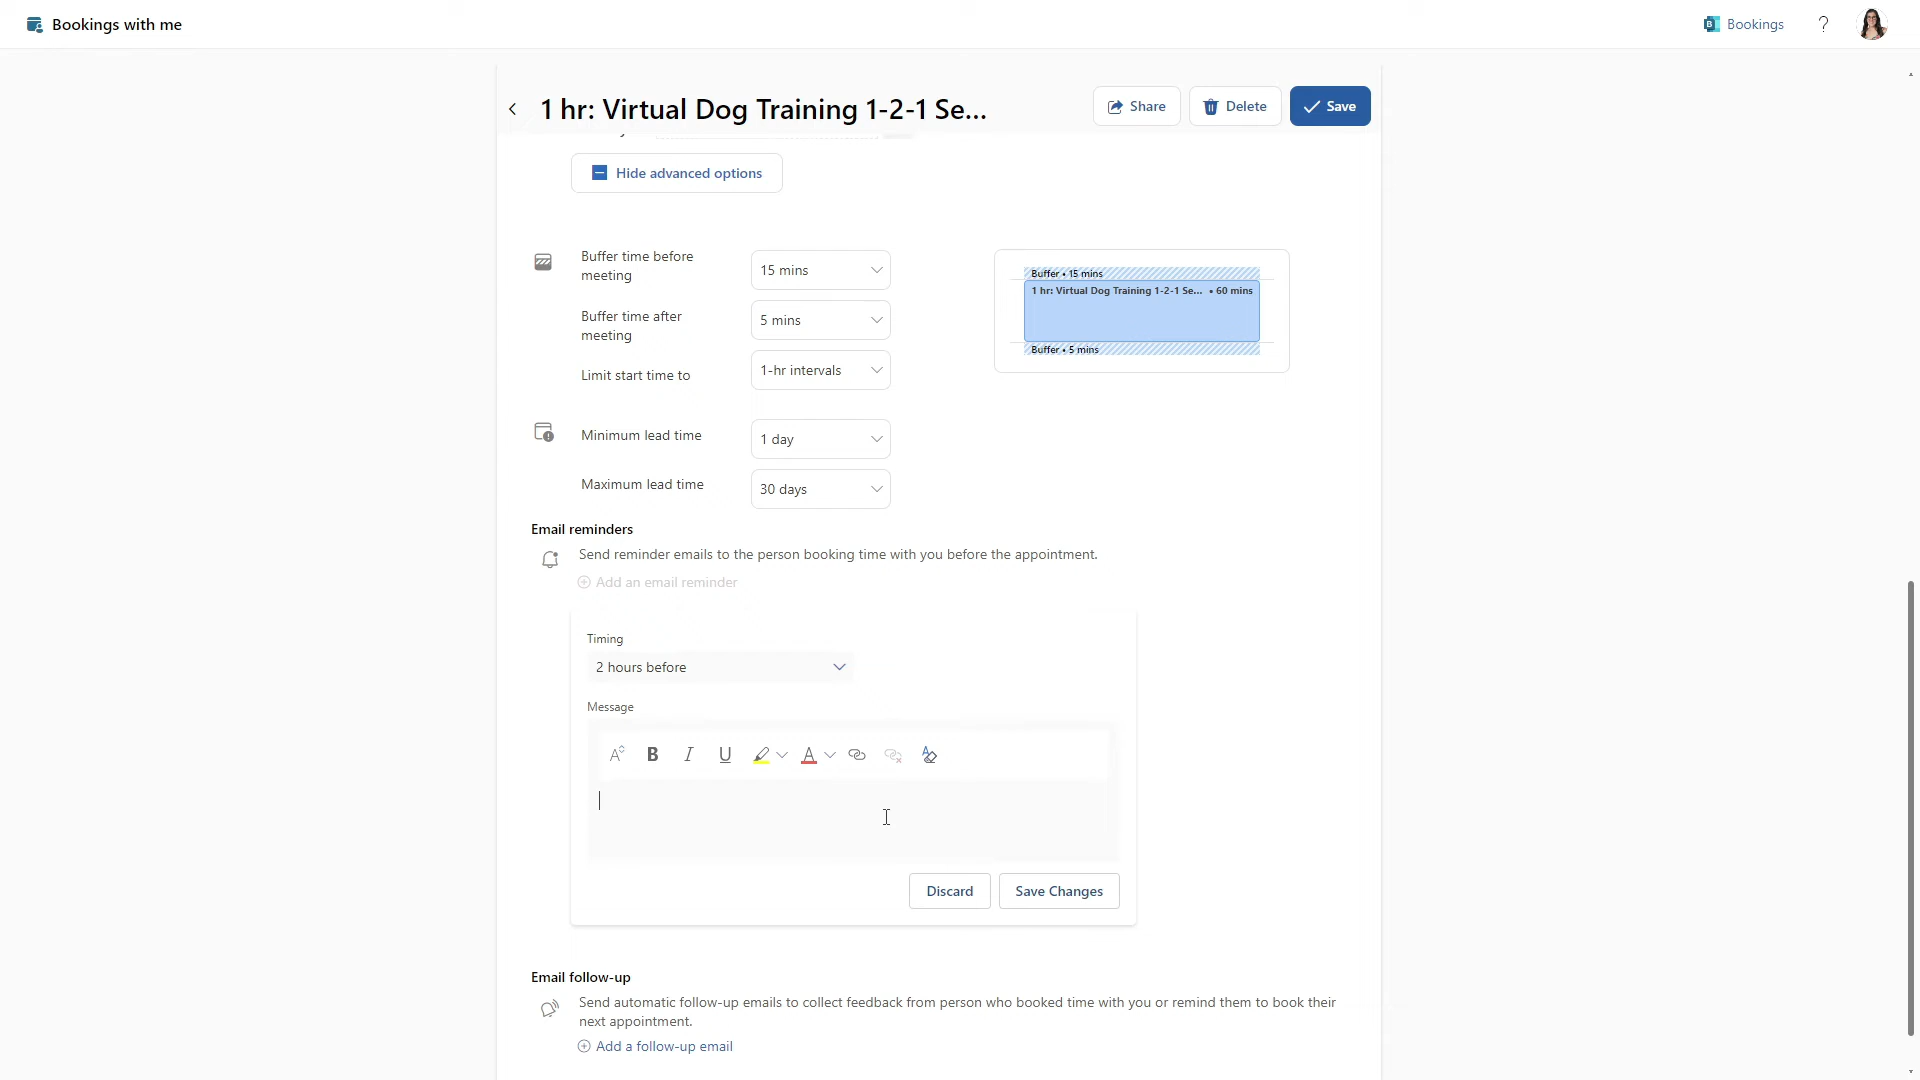 Bookings with me
Bookings
?
1 hr: Virtual Dog Training 1-2-1 Se...
Share
Delete
Save
Hide advanced options
Buffer time before
meeting
15 mins
Buffer time after
meeting
5 mins
Limit start time to
1-hr intervals
Buffer • 15 mins
1 hr: Virtual Dog Training 1-2-1 Se... • 60 mins
Buffer • 5 mins
Minimum lead time
1 day
Maximum lead time
30 days
Email reminders
Send reminder emails to the person booking time with you before the appointment.
Add an email reminder
Timing
2 hours before
Message
Discard
Save Changes
Email follow-up
Send automatic follow-up emails to collect feedback from person who booked time with you or remind them to book their
next appointment.
Add a follow-up email